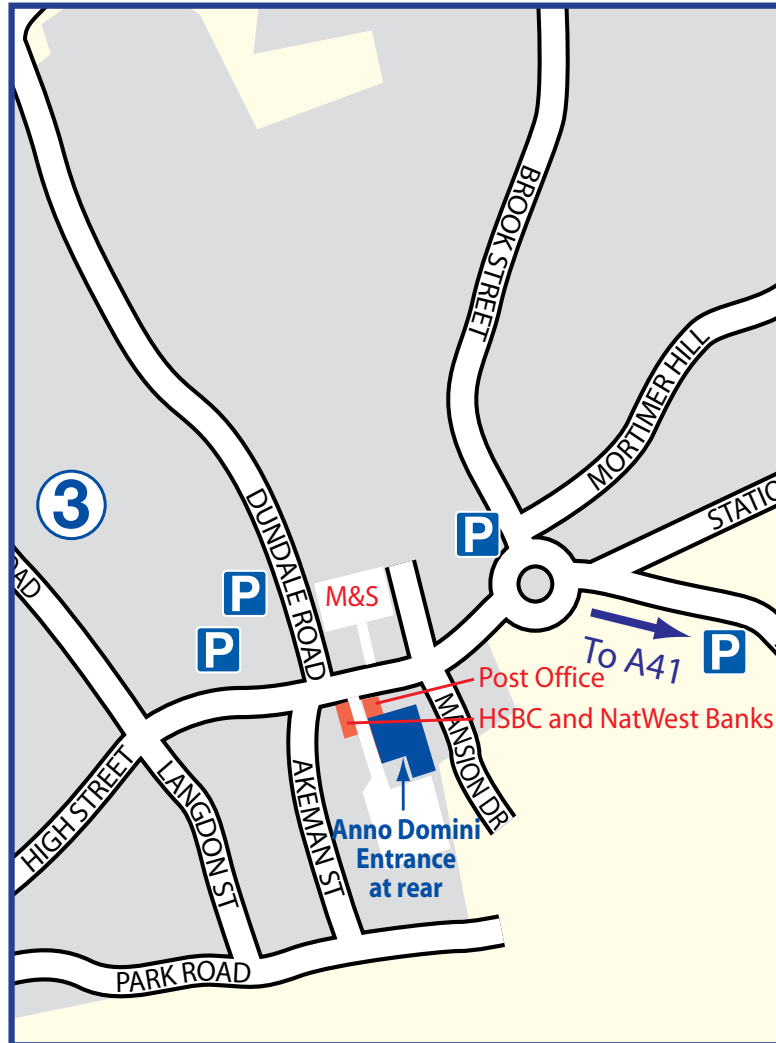 BROOK STREET
MORTIMER HILL
3
DUNDALE ROAD
P
STATIO
OAD
P
M&S
P
To A41
P
Post Office
HSBC and NatWest Banks
MANSION DR
HIGH STREET
LANGDON ST
AKEMAN ST
Anno Domini
Entrance
at rear
PARK ROAD